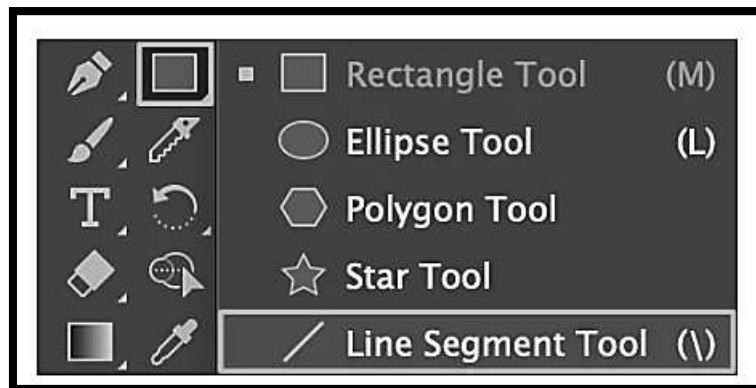 Rectangle Tool (M)
Ellipse Tool (L)
Polygon Tool
Star Tool
Line Segment Tool (\)